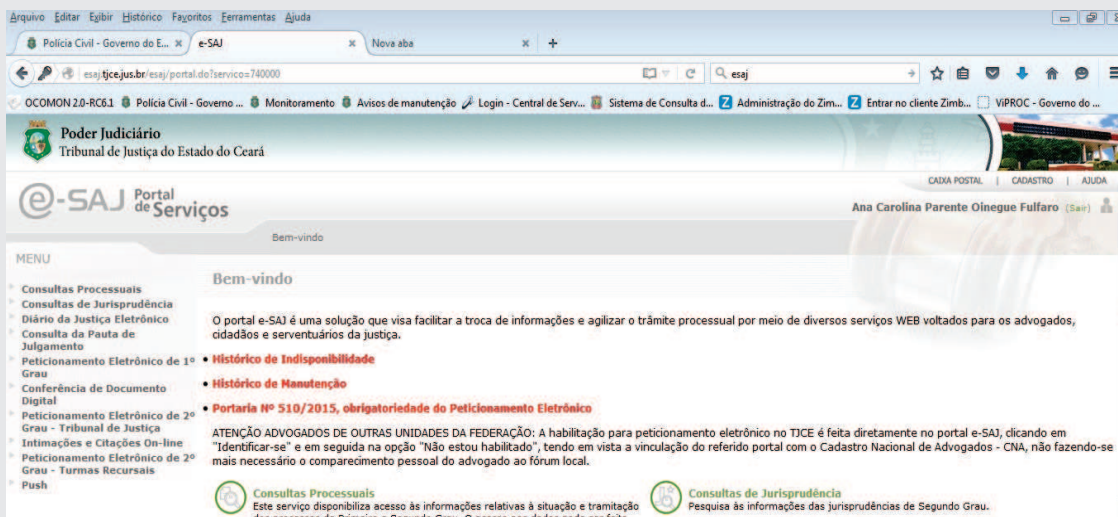 Arquivo Editar Exibir Histórico Favoritos Ferramentas Ajuda
Polícia Civil - Governo do E... × e-SAJ × Nova aba × +
esaj.tjce.jus.br/esaj/portal.do?servico=740000 esaj
OCOMON 2.0-RC6.1 Polícia Civil - Governo ... Monitoramento Avisos de manutenção Login - Central de Serv... Sistema de Consulta d... Administração do Zim... Entrar no cliente Zimb... ViPROC - Governo do ...
Poder Judiciário
Tribunal de Justiça do Estado do Ceará
CAIXA POSTAL | CADASTRO | AJUDA
e-SAJ Portal de Serviços
Ana Carolina Parente Oinegue Fulfaro (Sair)
Bem-vindo
MENU
Consultas Processuais
Consultas de Jurisprudência
Diário da Justiça Eletrônico
Consulta da Pauta de
Julgamento
Peticionamento Eletrônico de 1º
Grau
Conferência de Documento
Digital
Peticionamento Eletrônico de 2º
Grau - Tribunal de Justiça
Intimações e Citações On-line
Peticionamento Eletrônico de 2º
Grau - Turmas Recursais
Push
Bem-vindo
O portal e-SAJ é uma solução que visa facilitar a troca de informações e agilizar o trâmite processual por meio de diversos serviços WEB voltados para os advogados,
cidadãos e serventuários da justiça.
• Histórico de Indisponibilidade
• Histórico de Manutenção
• Portaria Nº 510/2015, obrigatoriedade do Peticionamento Eletrônico
ATENÇÃO ADVOGADOS DE OUTRAS UNIDADES DA FEDERAÇÃO: A habilitação para peticionamento eletrônico no TJCE é feita diretamente no portal e-SAJ, clicando em
"Identificar-se" e em seguida na opção "Não estou habilitado", tendo em vista a vinculação do referido portal com o Cadastro Nacional de Advogados - CNA, não fazendo-se
mais necessário o comparecimento pessoal do advogado ao fórum local.
Consultas Processuais
Este serviço disponibiliza acesso às informações relativas à situação e tramitação
Consultas de Jurisprudência
Pesquisa às informações das jurisprudências de Segundo Grau.